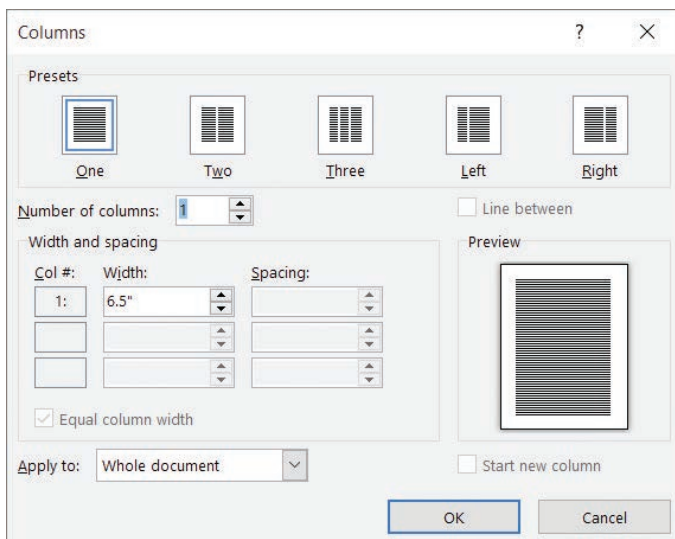 Columns ?
Presets
One Two Three Left Right
Number of columns: 1 Line between
Width and spacing Preview
Col #: Width: Spacing:
1: 6.5"
Equal column width
Apply to: Whole document Start new column
OK Cancel